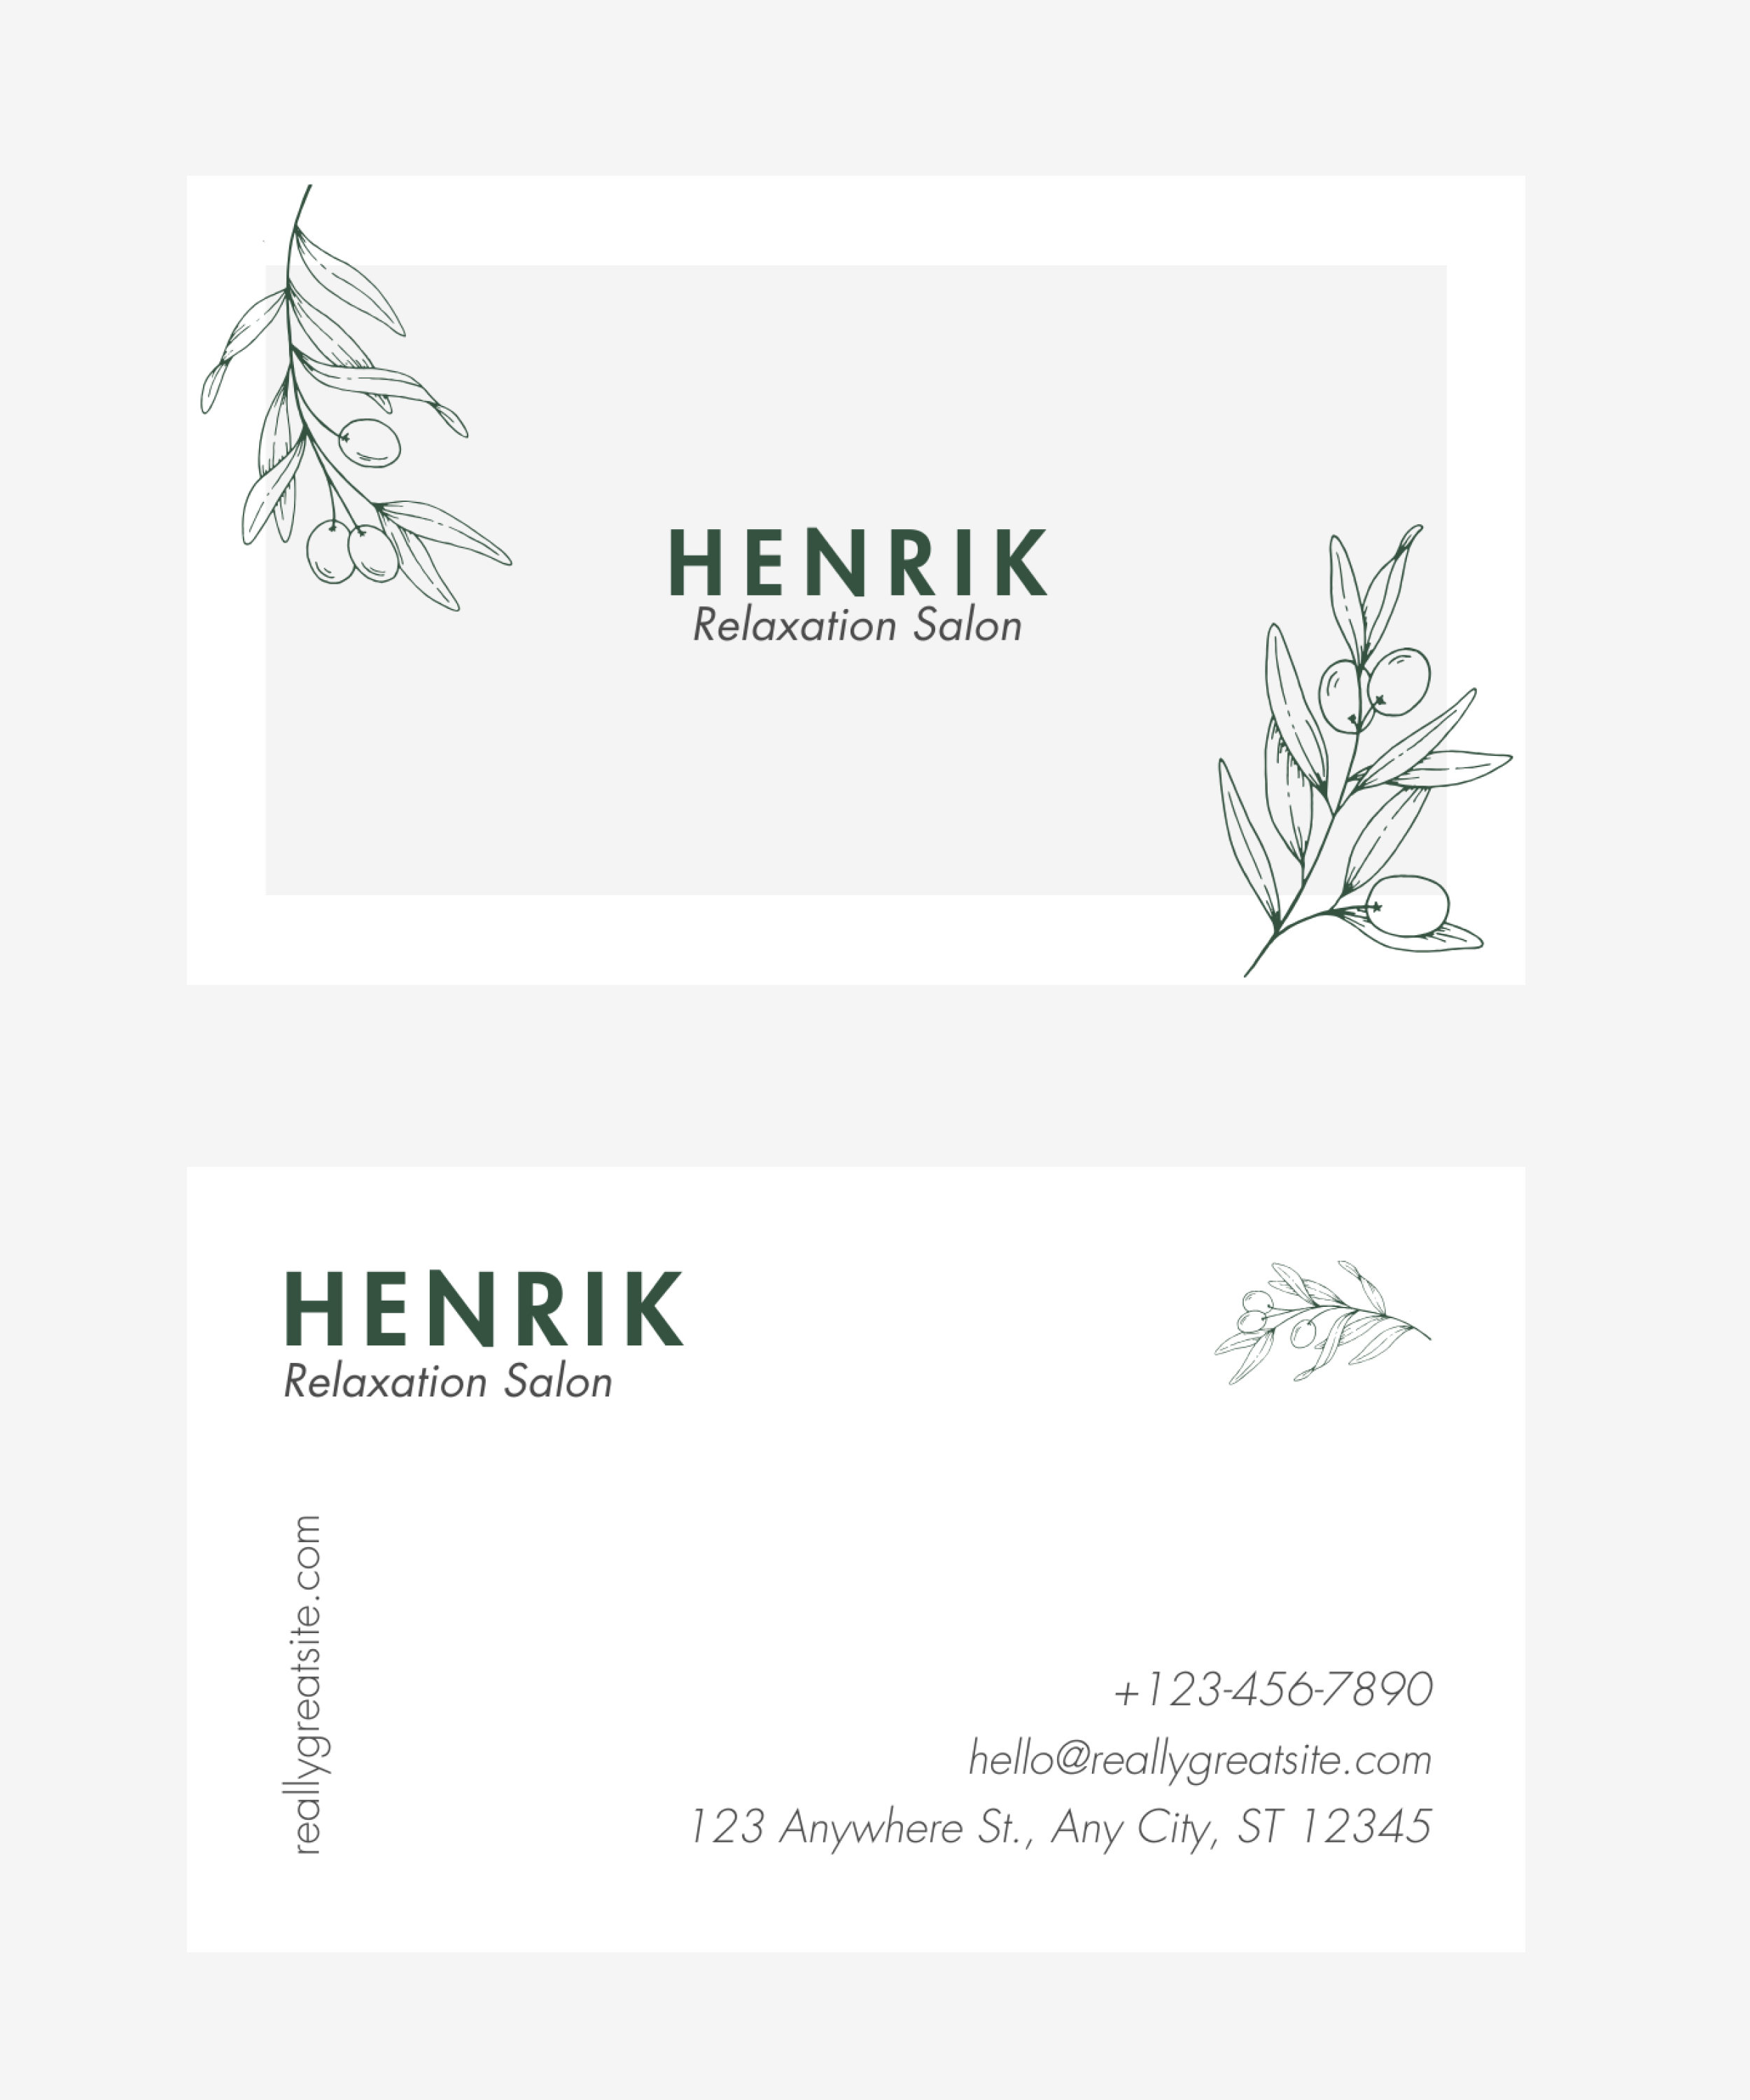 HENRIK
Relaxation Salon
HENRIK
Relaxation Salon
reallygreatsite.com
+123-456-7890
hello@reallygreatsite.com
123 Anywhere St., Any City, ST 12345